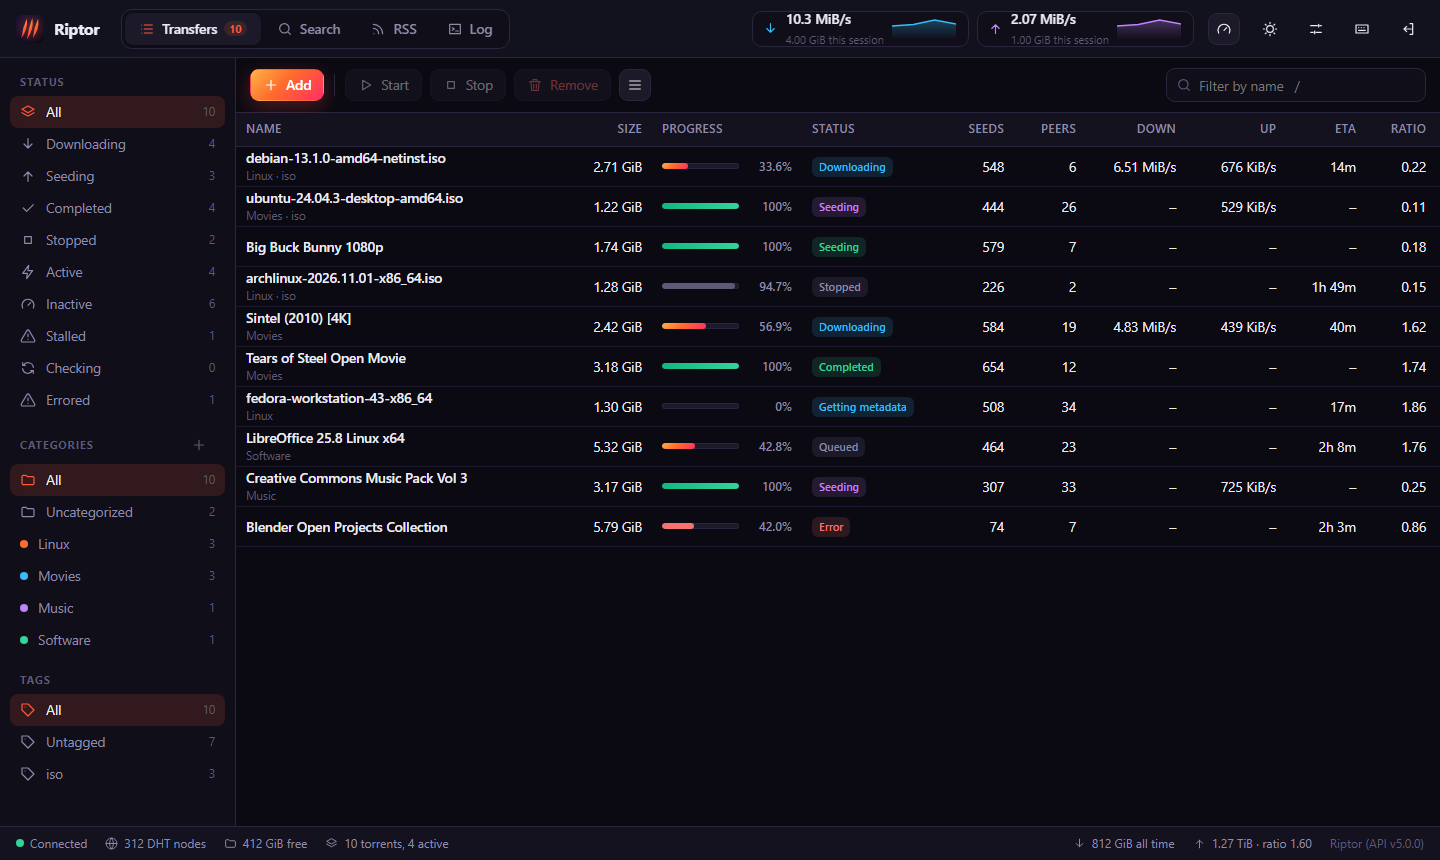 Riptor
Transfers 10
Search
RSS
Log
10.3 MiB/s
4.00 GiB this session
2.07 MiB/s
1.00 GiB this session
STATUS
All 10
Downloading 4
Seeding 3
Completed 4
Stopped 2
Active 4
Inactive 6
Stalled 1
Checking 0
Errored 1
CATEGORIES
All 10
Uncategorized 2
Linux 3
Movies 3
Music 1
Software 1
TAGS
All 10
Untagged 7
iso 3
Add Start Stop Remove
Filter by name /
NAME SIZE PROGRESS STATUS SEEDS PEERS DOWN UP ETA RATIO
debian-13.1.0-amd64-netinst.iso 2.71 GiB 33.6% Downloading 548 6 6.51 MiB/s 676 KiB/s 14m 0.22
Linux · iso
ubuntu-24.04.3-desktop-amd64.iso 1.22 GiB 100% Seeding 444 26 – 529 KiB/s – 0.11
Movies · iso
Big Buck Bunny 1080p 1.74 GiB 100% Seeding 579 7 – – – 0.18
archlinux-2026.11.01-x86_64.iso 1.28 GiB 94.7% Stopped 226 2 – – 1h 49m 0.15
Linux · iso
Sintel (2010) [4K] 2.42 GiB 56.9% Downloading 584 19 4.83 MiB/s 439 KiB/s 40m 1.62
Movies
Tears of Steel Open Movie 3.18 GiB 100% Completed 654 12 – – – 1.74
Movies
fedora-workstation-43-x86_64 1.30 GiB 0% Getting metadata 508 34 – – 17m 1.86
Linux
LibreOffice 25.8 Linux x64 5.32 GiB 42.8% Queued 464 23 – – 2h 8m 1.76
Software
Creative Commons Music Pack Vol 3 3.17 GiB 100% Seeding 307 33 – 725 KiB/s – 0.25
Music
Blender Open Projects Collection 5.79 GiB 42.0% Error 74 7 – – 2h 3m 0.86
Connected
312 DHT nodes
412 GiB free
10 torrents, 4 active
812 GiB all time
1.27 TiB · ratio 1.60
Riptor (API v5.0.0)